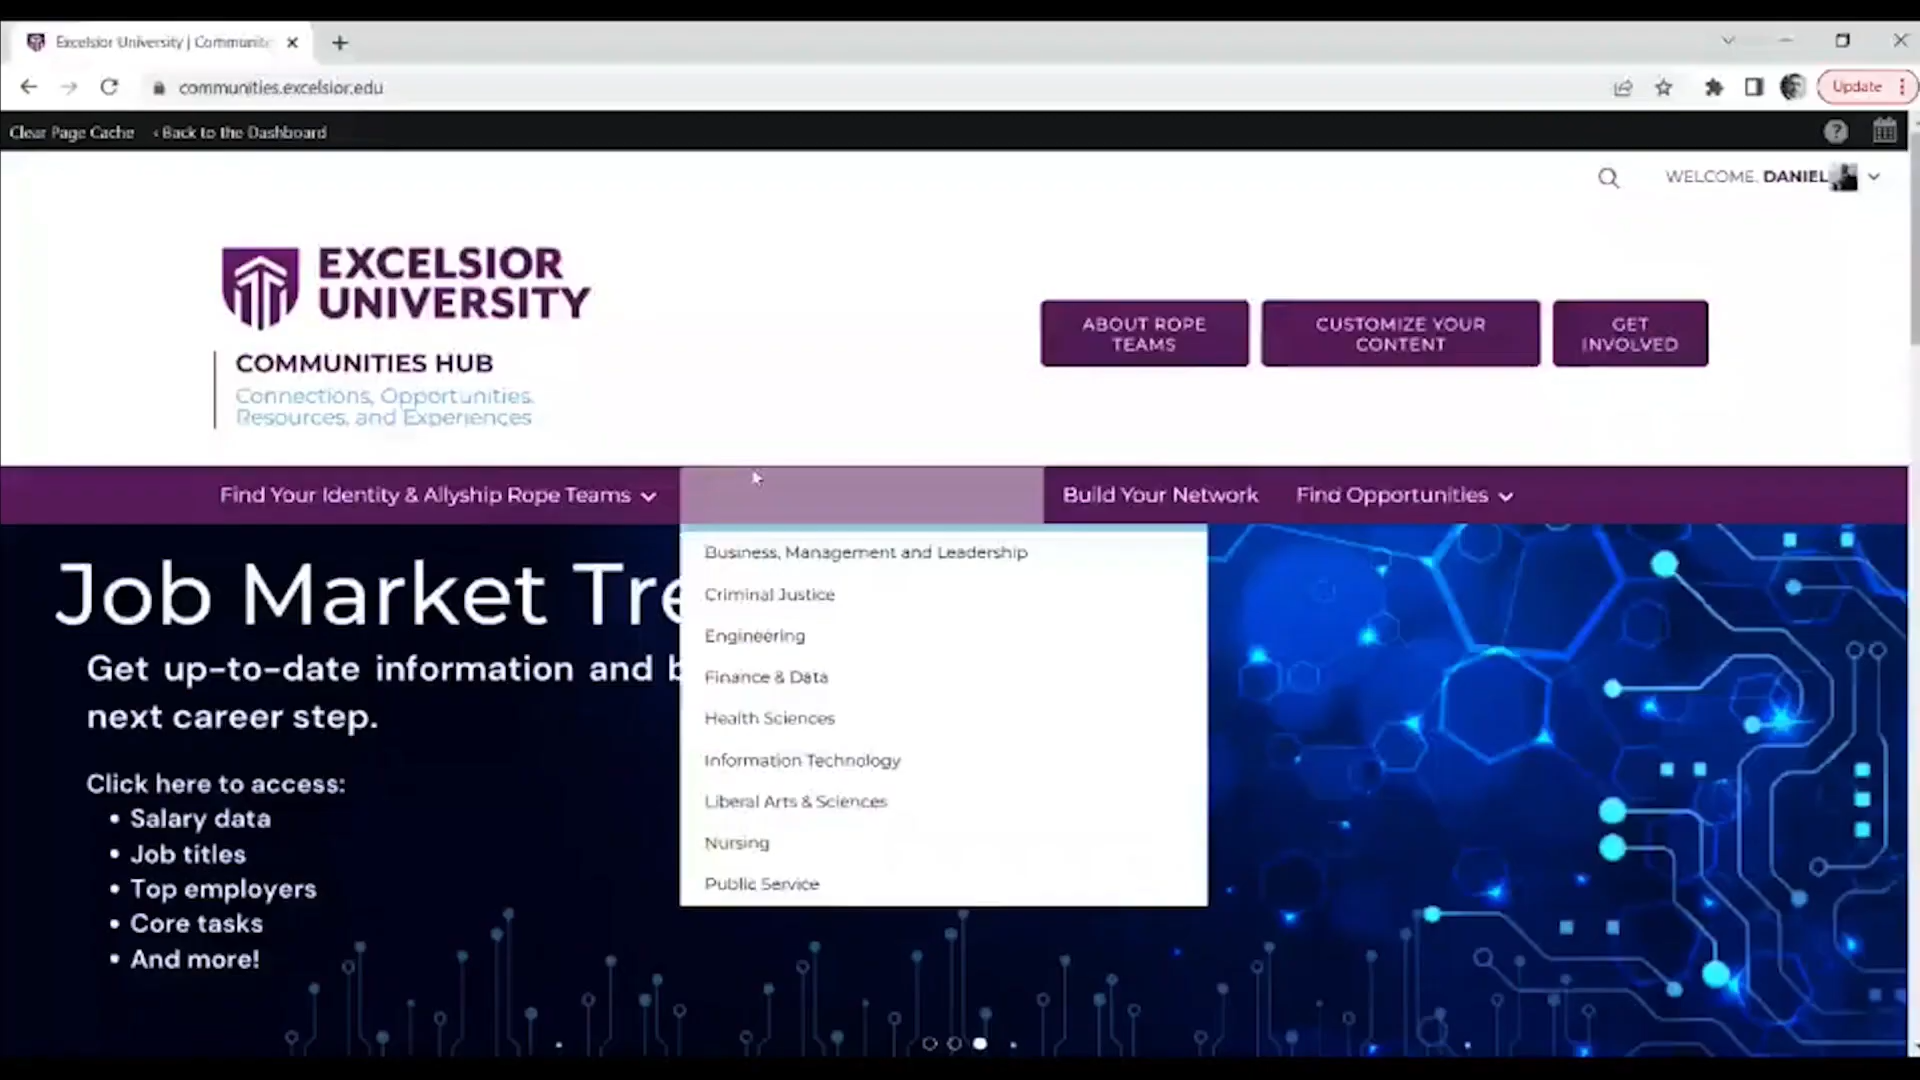 Excelsior University | Communitie
communities.excelsior.edu
Update
Clear Page Cache
‹ Back to the Dashboard
WELCOME, DANIEL
EXCELSIOR
UNIVERSITY
COMMUNITIES HUB
Connections, Opportunities,
Resources, and Experiences
ABOUT ROPE
TEAMS
CUSTOMIZE YOUR
CONTENT
GET
INVOLVED
Find Your Identity & Allyship Rope Teams
Build Your Network
Find Opportunities
Business, Management and Leadership
Criminal Justice
Engineering
Finance & Data
Health Sciences
Information Technology
Liberal Arts & Sciences
Nursing
Public Service
Job Market Tre
Get up-to-date information and b
next career step.
Click here to access:
• Salary data
• Job titles
• Top employers
• Core tasks
• And more!